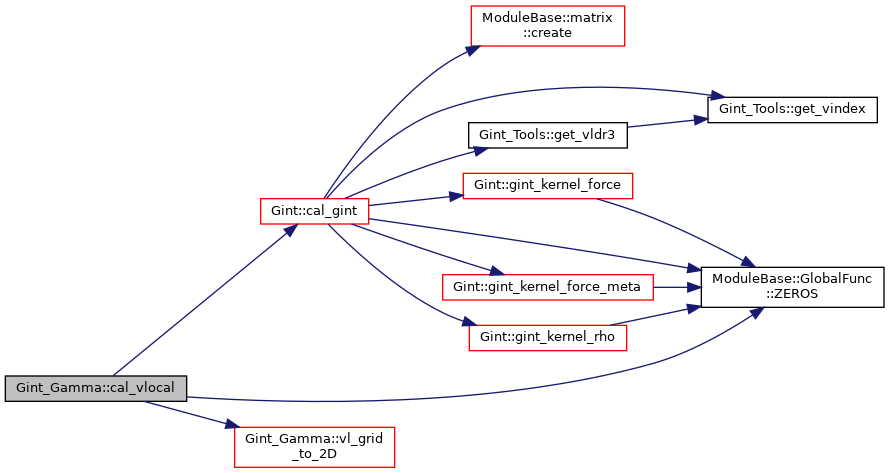 ModuleBase::matrix
::create
Gint_Tools::get_vindex
Gint_Tools::get_vldr3
Gint::gint_kernel_force
Gint::cal_gint
ModuleBase::GlobalFunc
::ZEROS
Gint::gint_kernel_force_meta
Gint::gint_kernel_rho
Gint_Gamma::cal_vlocal
Gint_Gamma::vl_grid
_to_2D